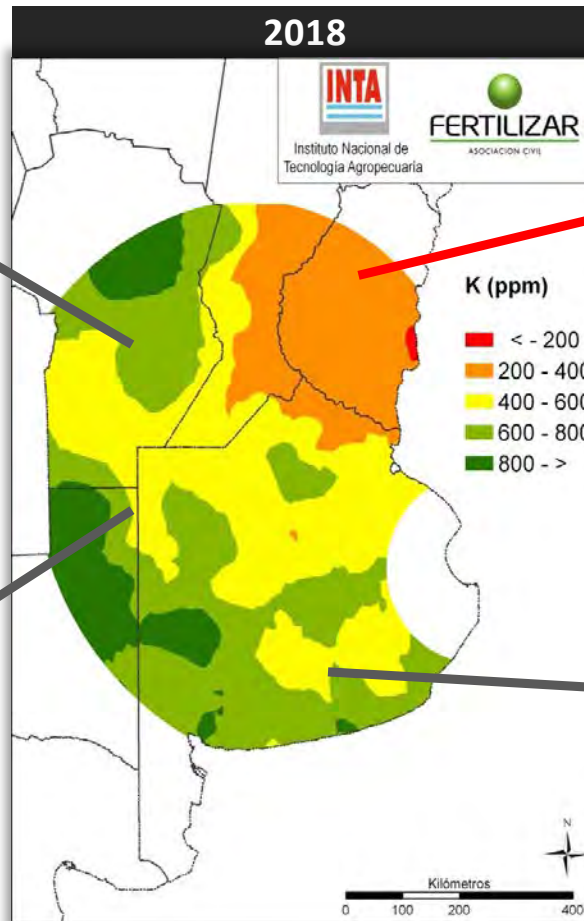 2018
INTA
Instituto Nacional de
Tecnología Agropecuaria
FERTILIZAR
ASOCIACION CIVIL
K (ppm)
< - 200
200 - 400
400 - 600
600 - 800
800 - >
N
Kilómetros
0 100 200 400